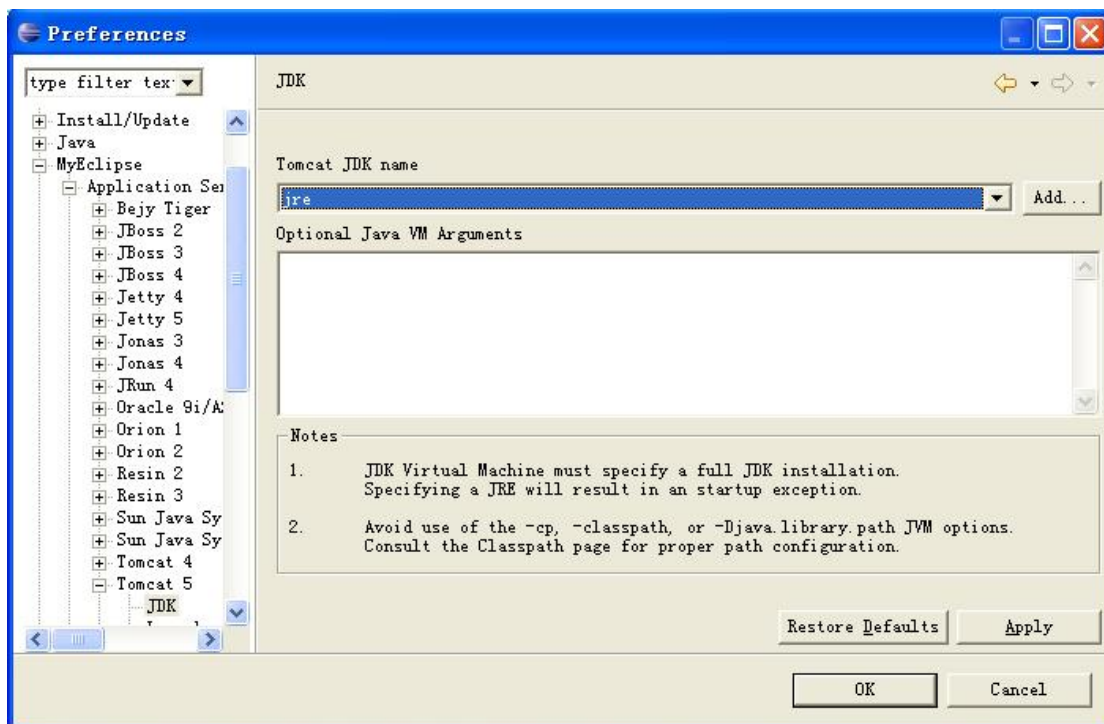 Preferences
type filter tex
JDK
Install/Update
Java
MyEclipse
Application Ser
Bejy Tiger
JBoss 2
JBoss 3
JBoss 4
Jetty 4
Jetty 5
Jonas 3
Jonas 4
JRun 4
Oracle 9i/A
Orion 1
Orion 2
Resin 2
Resin 3
Sun Java Sy
Sun Java Sy
Tomcat 4
Tomcat 5
JDK
Tomcat JDK name
jre
Add...
Optional Java VM Arguments
Notes
1. JDK Virtual Machine must specify a full JDK installation.
Specifying a JRE will result in an startup exception.
2. Avoid use of the -cp, -classpath, or -Djava.library.path JVM options.
Consult the Classpath page for proper path configuration.
Restore Defaults
Apply
OK
Cancel